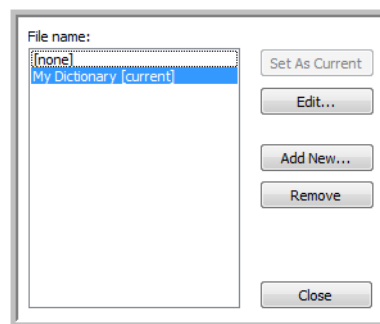 File name:
[none]
My Dictionary [current]
Set As Current
Edit...
Add New...
Remove
Close